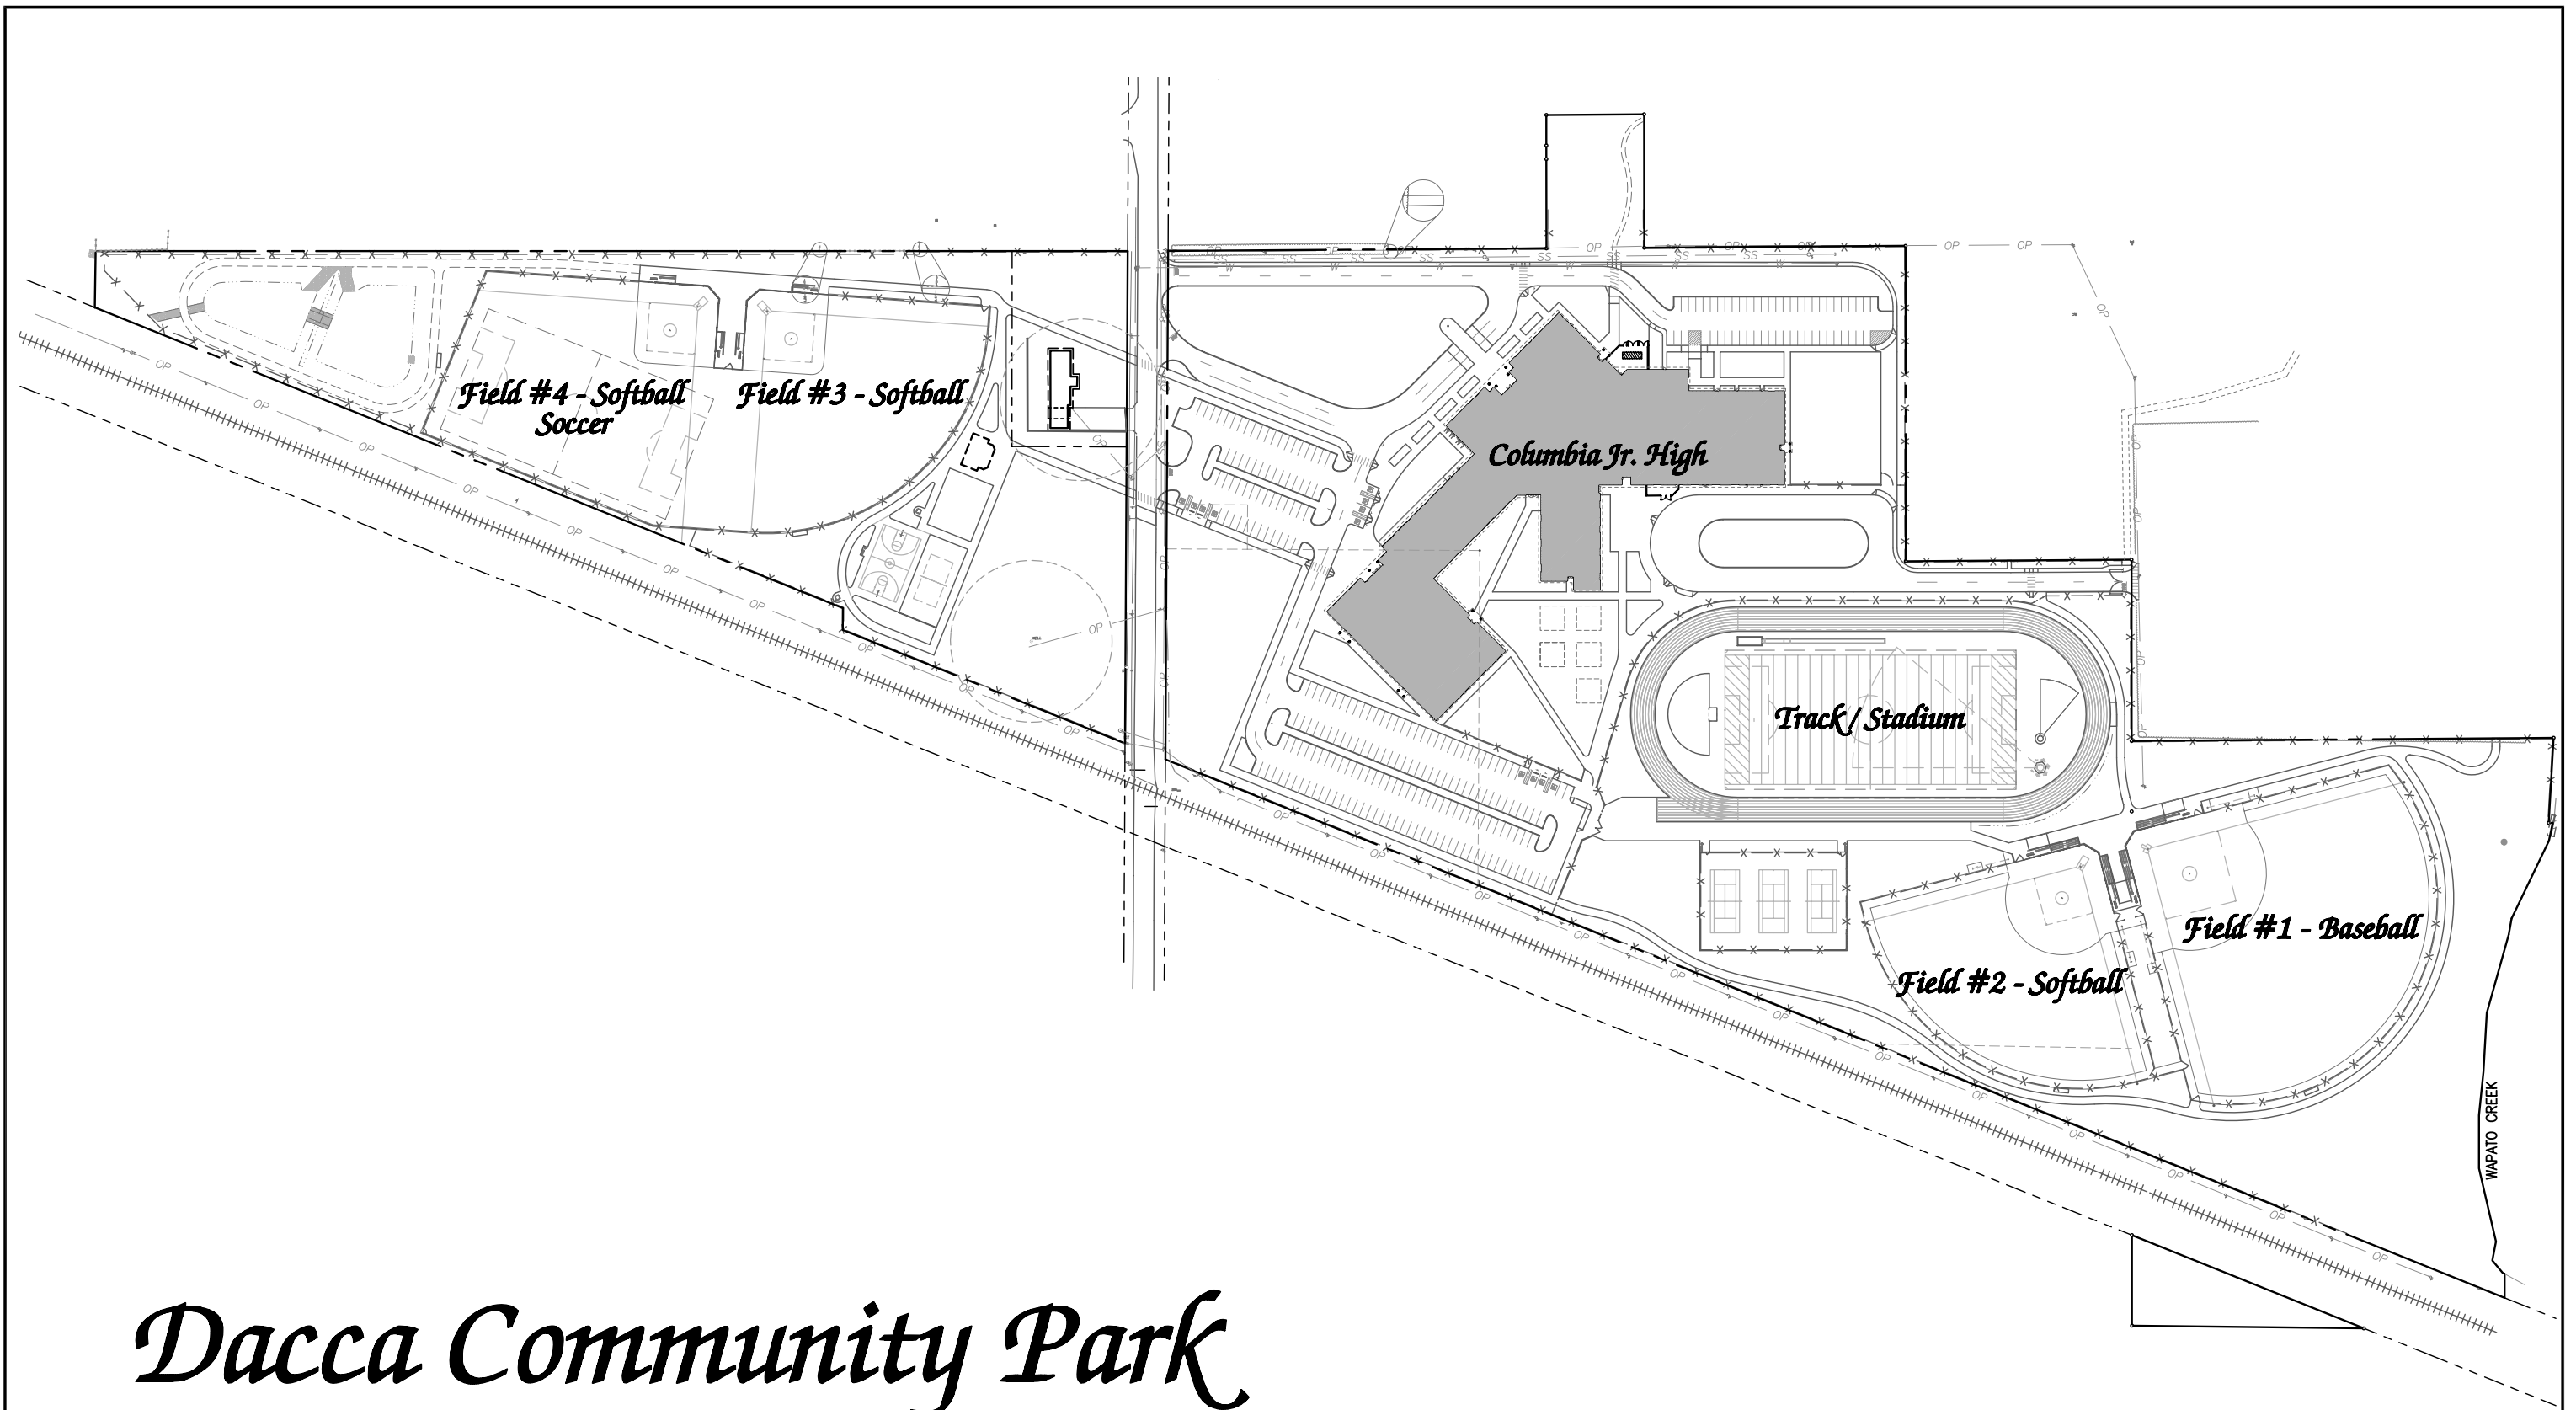 Field #4 - Softball
Soccer
Field #3 - Softball
Columbia Jr. High
Track / Stadium
Field #1 - Baseball
Field #2 - Softball
WAPATO CREEK
Dacca Community Park